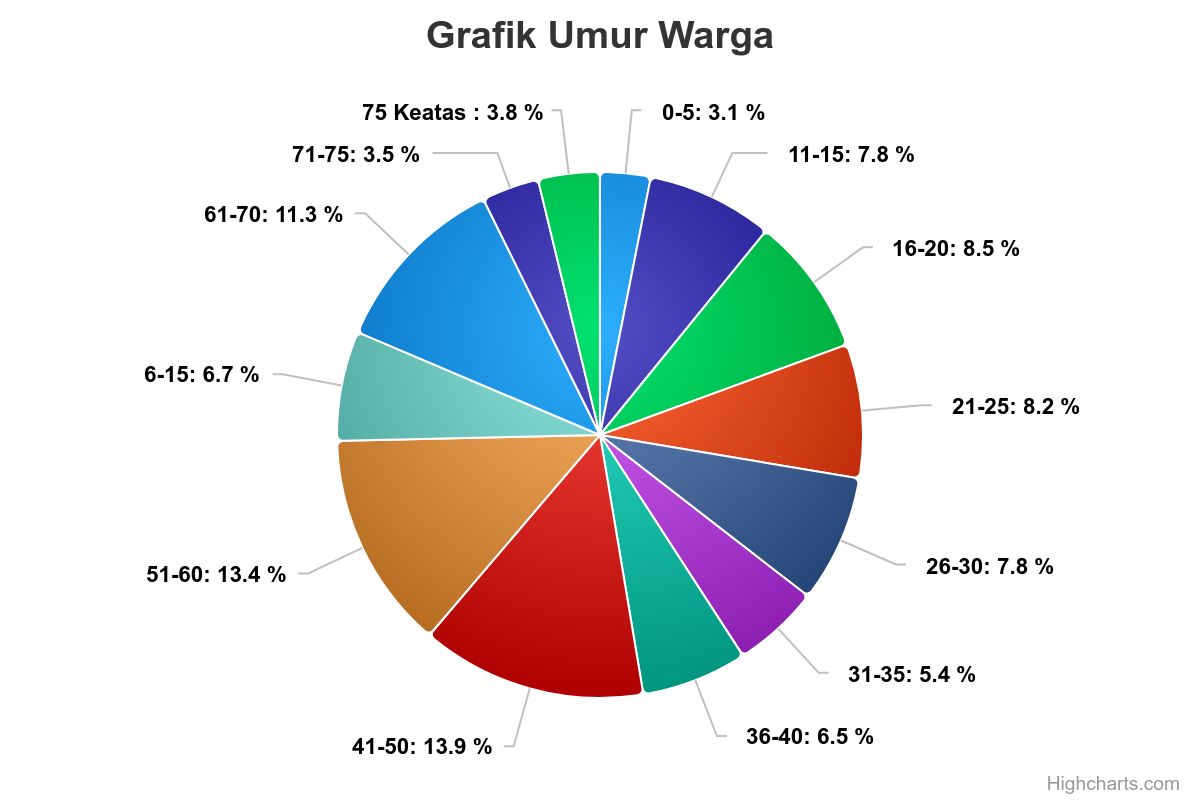 Grafik Umur Warga
75 Keatas : 3.8 %
0-5: 3.1 %
71-75: 3.5 %
11-15: 7.8 %
61-70: 11.3 %
16-20: 8.5 %
6-15: 6.7 %
21-25: 8.2 %
51-60: 13.4 %
26-30: 7.8 %
31-35: 5.4 %
41-50: 13.9 %
36-40: 6.5 %
Highcharts.com